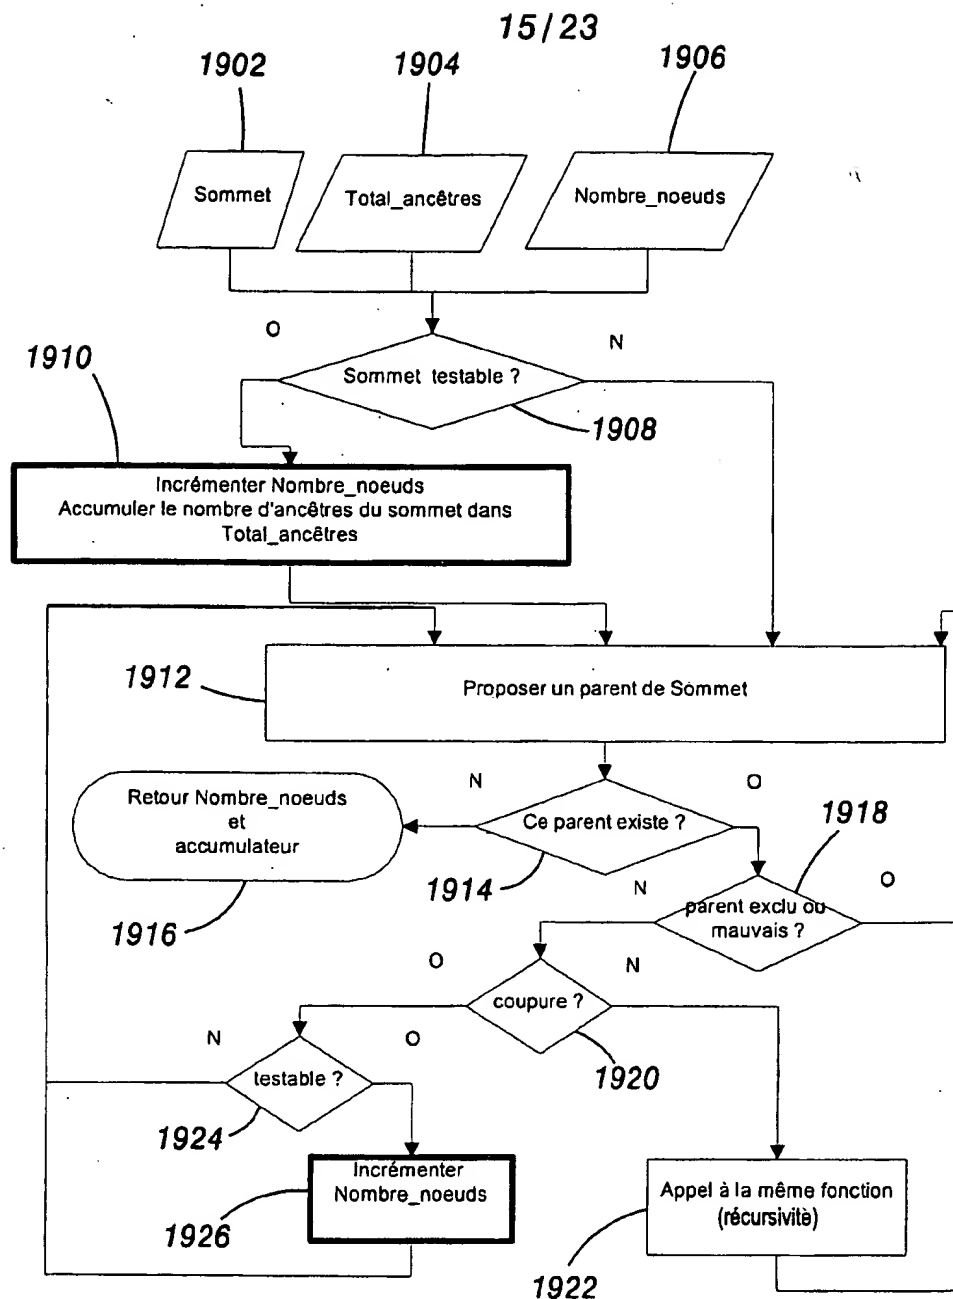 15/23
1902
1904
1906
Sommet
Total_ancêtres
Nombre_noeuds
O
N
1910
Sommet testable ?
1908
Incrémenter Nombre_noeuds
Accumuler le nombre d'ancêtres du sommet dans
Total_ancêtres
1912
Proposer un parent de Sommet
N
O
Retour Nombre_noeuds
et
accumulateur
Ce parent existe ?
1918
1914
N
O
1916
parent exclu ou
mauvais ?
O
N
coupure ?
N
O
testable ?
1920
1924
Incrémenter
Nombre_noeuds
Appel à la même fonction
(récursivité)
1926
1922